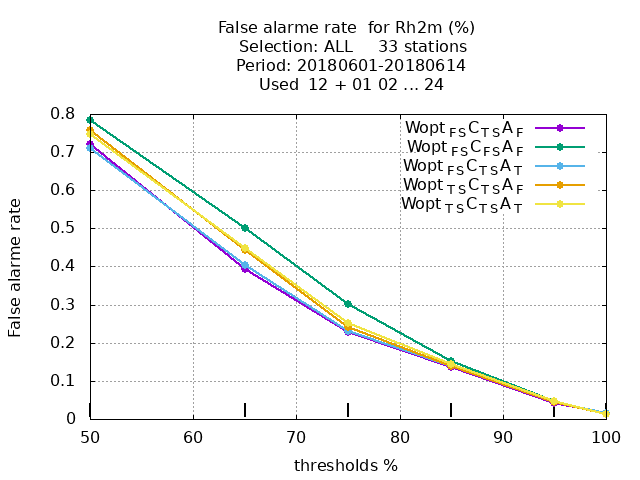 False alarme rate  for Rh2m (%)
Selection: ALL     33 stations
Period: 20180601-20180614
Used  12 + 01 02 ... 24
Wopt FS C TS A F
Wopt FS C FS A F
Wopt FS C TS A T
Wopt TS C TS A F
Wopt TS C TS A T
False alarme rate
0.8
0.7
0.6
0.5
0.4
0.3
0.2
0.1
0
50 60 70 80 90 100
thresholds %